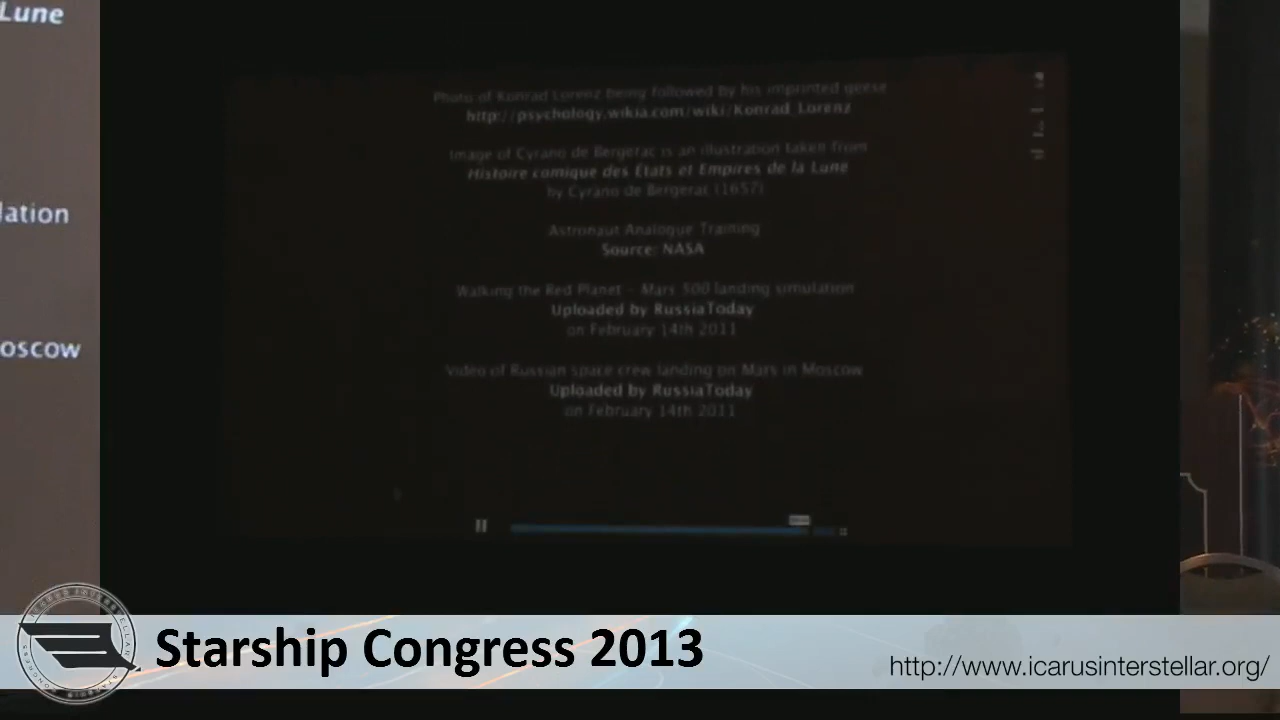 Lune
lation
oscow
Photo of Konrad Lorenz being followed by his imprinted geese
http://psychology.wikia.com/wiki/Konrad_Lorenz
Image of Cyrano de Bergerac is an illustration taken from
Histoire comique des États et Empires de la Lune
by Cyrano de Bergerac (1657)
Astronaut Analogue Training
Source: NASA
Walking the Red Planet - Mars 500 landing simulation
Uploaded by RussiaToday
on February 14th 2011
Video of Russian space crew landing on Mars in Moscow
Uploaded by RussiaToday
on February 14th 2011
Starship Congress 2013
http://www.icarusinterstellar.org/